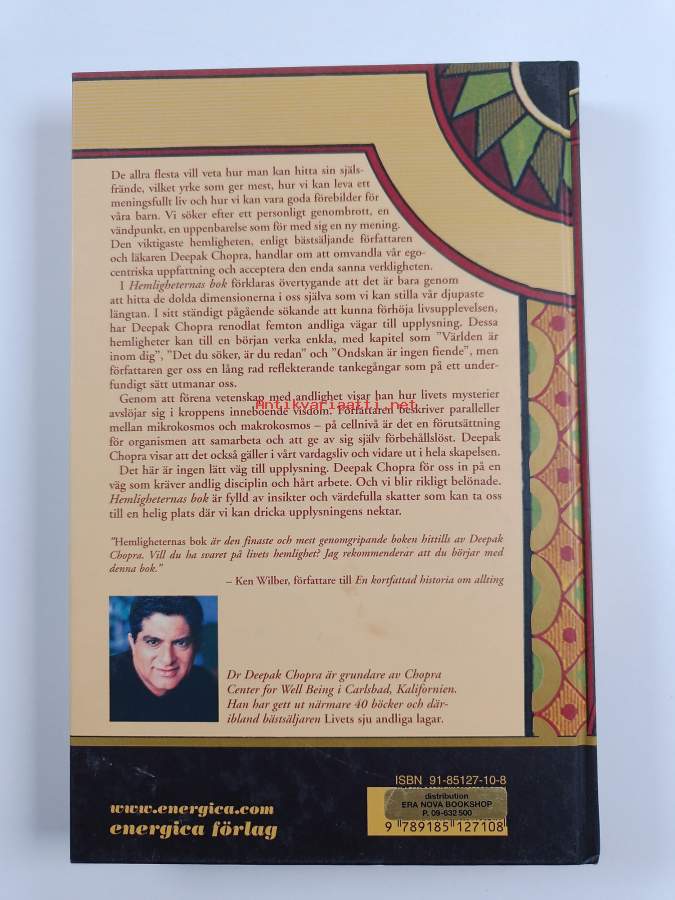 De allra flesta vill veta hur man kan hitta sin själs-
frände, vilket yrke som ger mest, hur vi kan leva ett
meningsfullt liv och hur vi kan vara goda förebilder för
våra barn. Vi söker efter ett personligt genombrott, en
vändpunkt, en uppenbarelse som för med sig en ny mening.
Den viktigaste hemligheten, enligt bästsäljande författaren
och läkaren Deepak Chopra, handlar om att omvandla vår ego-
centriska uppfattning och acceptera den enda sanna verkligheten.
I Hemligheternas bok förklaras övertygande att det är bara genom
att hitta de dolda dimensionerna i oss själva som vi kan stilla vår djupaste
längtan. I sitt ständigt pågående sökande att kunna förhöja livsupplevelsen,
har Deepak Chopra renodlat femton andliga vägar till upplysning. Dessa
hemligheter kan till en början verka enkla, med kapitel som ”Världen är
inom dig”, ”Det du söker, är du redan” och ”Ondskan är ingen fiende”, men
författaren ger oss en lång rad reflekterande tankegångar som på ett under-
fundigt sätt utmanar oss.
Genom att förena vetenskap med andlighet visar han hur livets mysterier
avslöjar sig i kroppens inneboende visdom. Författaren beskriver paralleller
Antikvariaatti.net
mellan mikrokosmos och makrokosmos – på cellnivå är det en förutsättning
för organismen att samarbeta och att ge av sig själv förbehållslöst. Deepak
Chopra visar att det också gäller i vårt vardagsliv och vidare ut i hela skapelsen.
Det här är ingen lätt väg till upplysning. Deepak Chopra för oss in på en
väg som kräver andlig disciplin och hårt arbete. Och vi blir rikligt belönade.
Hemligheternas bok är fylld av insikter och värdefulla skatter som kan ta oss
till en helig plats där vi kan dricka upplysningens nektar.
”Hemligheternas bok är den finaste och mest genomgripande boken hittills av Deepak
Chopra. Vill du ha svaret på livets hemlighet? Jag rekommenderar att du börjar med
denna bok.”
– Ken Wilber, författare till En kortfattad historia om allting
Dr Deepak Chopra är grundare av Chopra
Center for Well Being i Carlsbad, Kalifornien.
Han har gett ut närmare 40 böcker och där-
ibland bästsäljaren Livets sju andliga lagar.
ISBN 91-85127-10-8
distribution
ERA NOVA BOOKSHOP
P. 09-632 500
9 789185 127108
www.energica.com
energica förlag